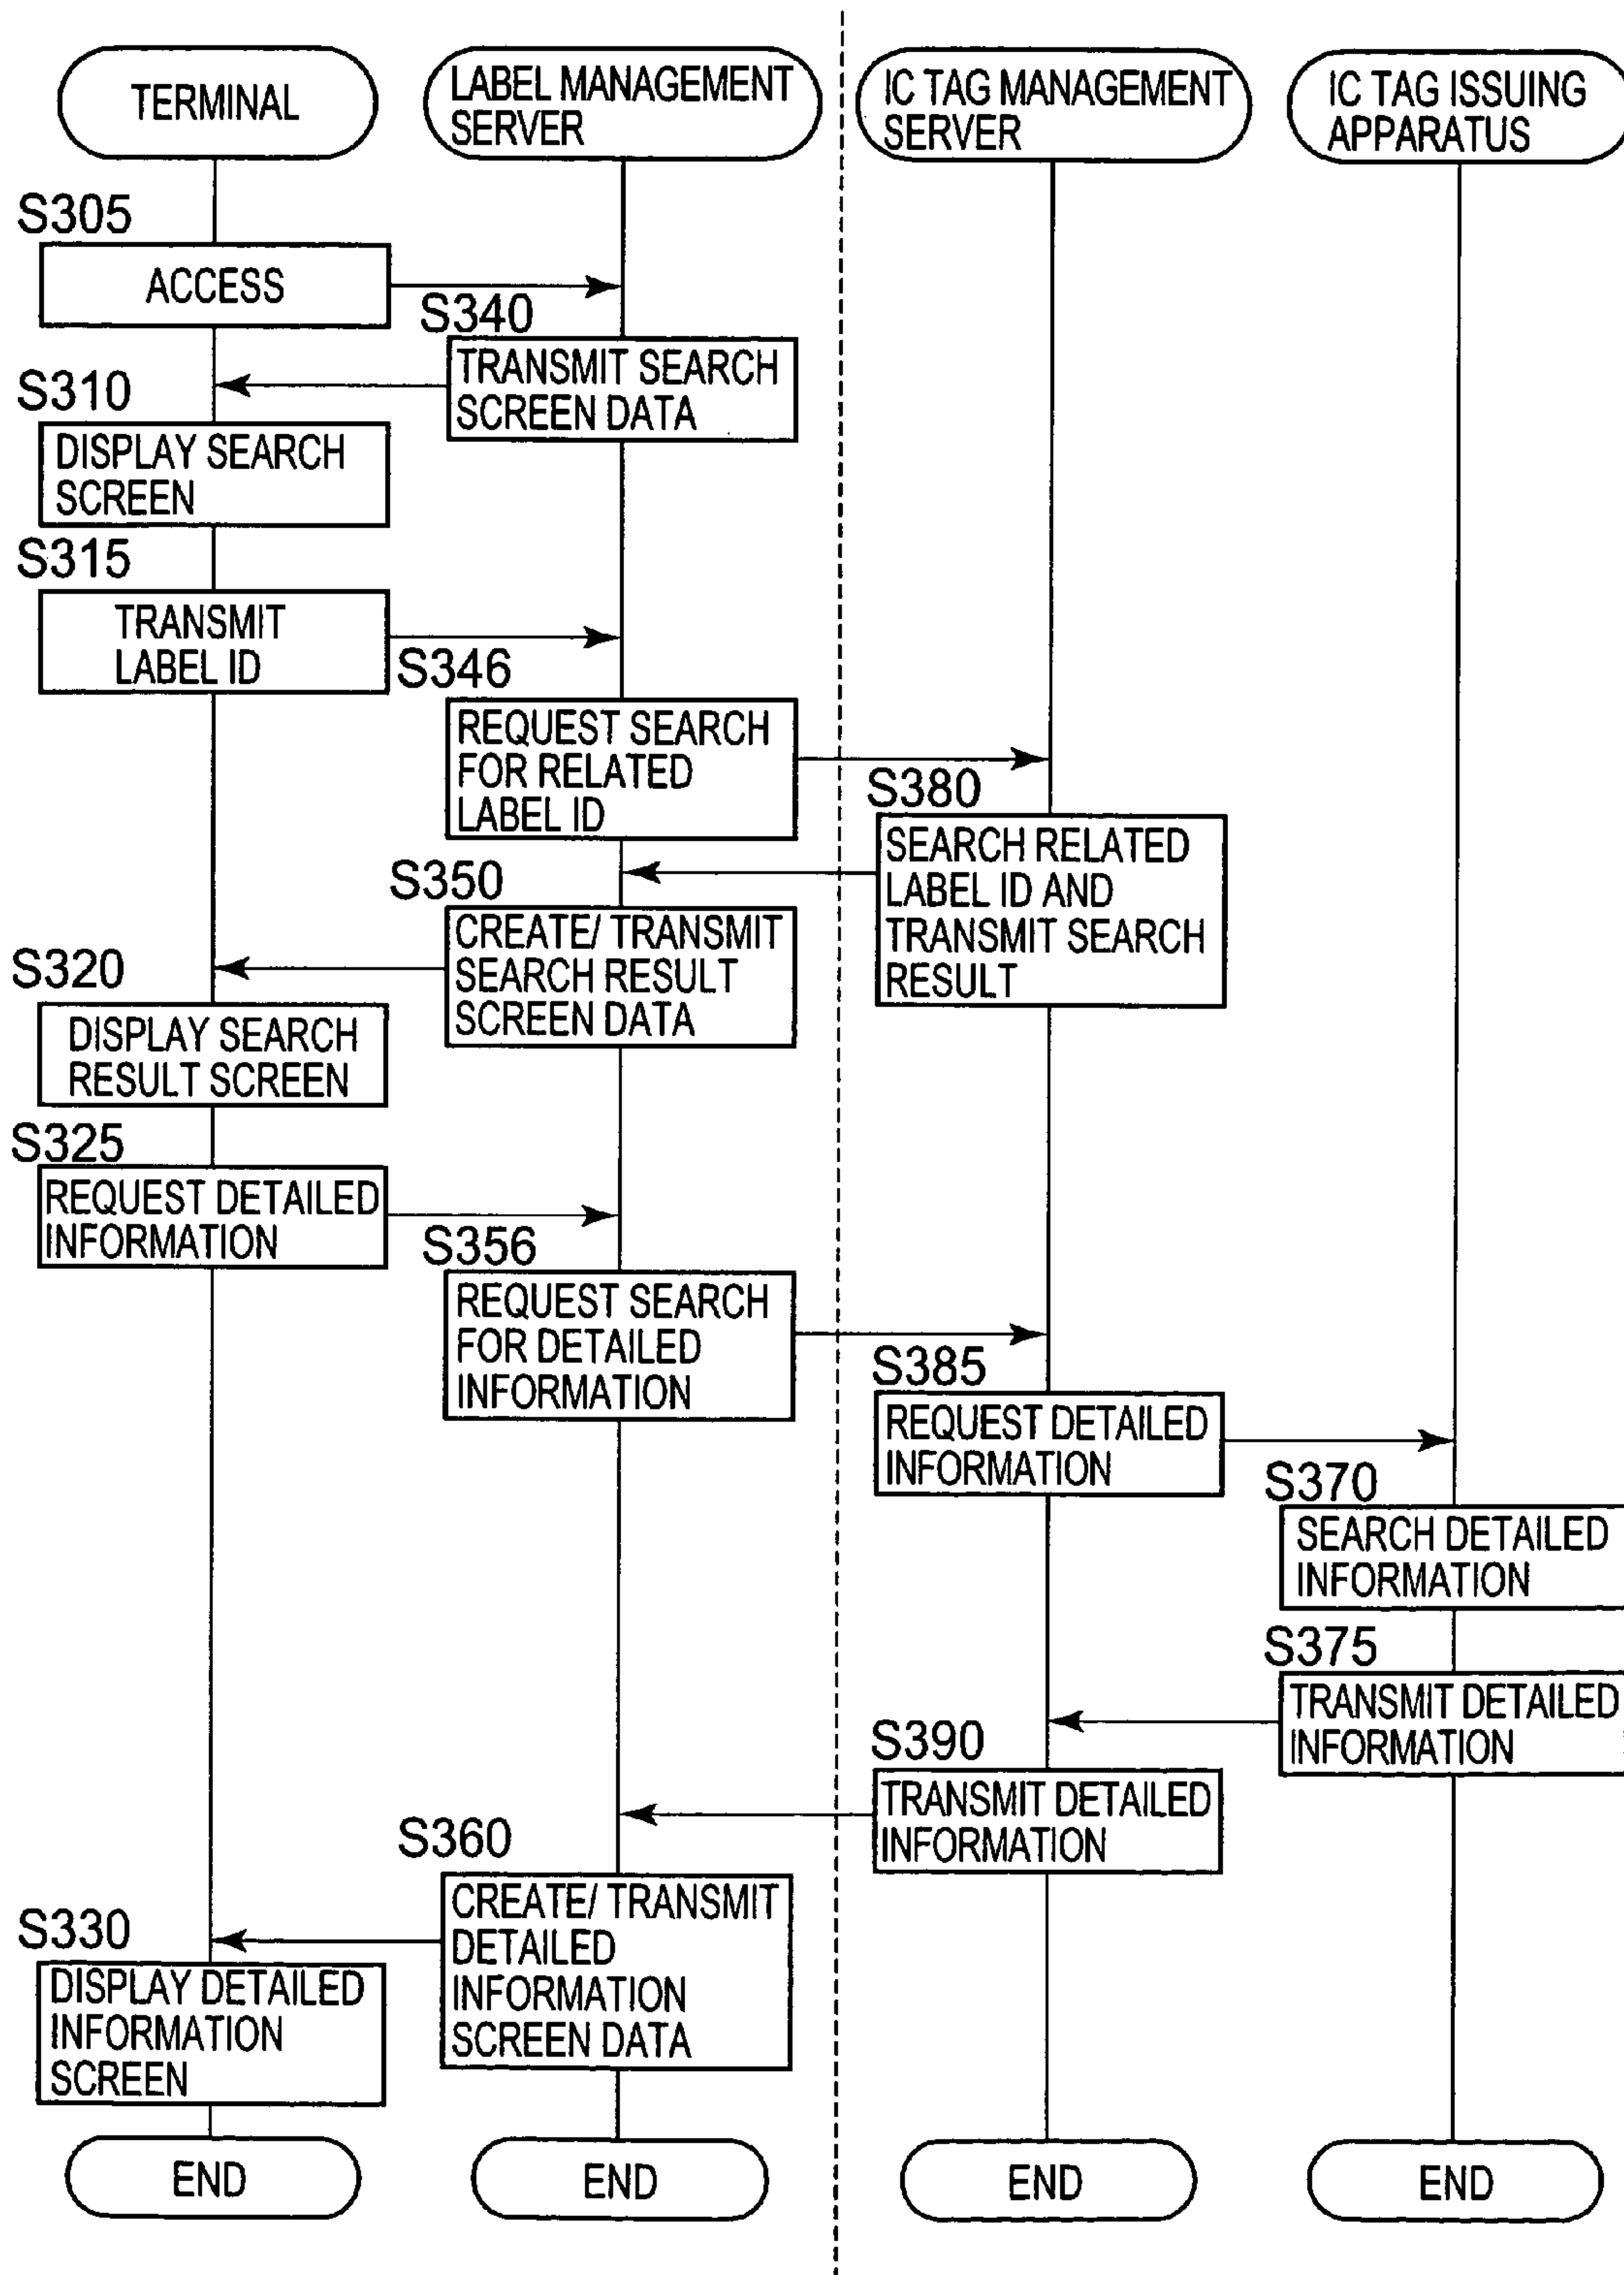 TERMINAL
LABEL MANAGEMENT
SERVER
IC TAG MANAGEMENT
SERVER
IC TAG ISSUING
APPARATUS
S305
ACCESS
S340
TRANSMIT SEARCH
SCREEN DATA
S310
DISPLAY SEARCH
SCREEN
S315
TRANSMIT
LABEL ID
S346
REQUEST SEARCH
FOR RELATED
LABEL ID
S380
SEARCH RELATED
LABEL ID AND
TRANSMIT SEARCH
RESULT
S350
CREATE/ TRANSMIT
SEARCH RESULT
SCREEN DATA
S320
DISPLAY SEARCH
RESULT SCREEN
S325
REQUEST DETAILED
INFORMATION
S356
REQUEST SEARCH
FOR DETAILED
INFORMATION
S385
REQUEST DETAILED
INFORMATION
S370
SEARCH DETAILED
INFORMATION
S375
TRANSMIT DETAILED
INFORMATION
S390
TRANSMIT DETAILED
INFORMATION
S360
CREATE/ TRANSMIT
DETAILED
INFORMATION
SCREEN DATA
S330
DISPLAY DETAILED
INFORMATION
SCREEN
END
END
END
END